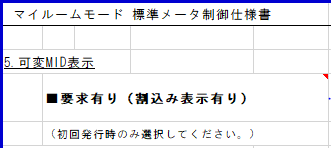 マイルームモード 標準メータ制御仕様書
5.可変MID表示
■要求有り（割込み表示有り）
（初回発行時のみ選択してください。）